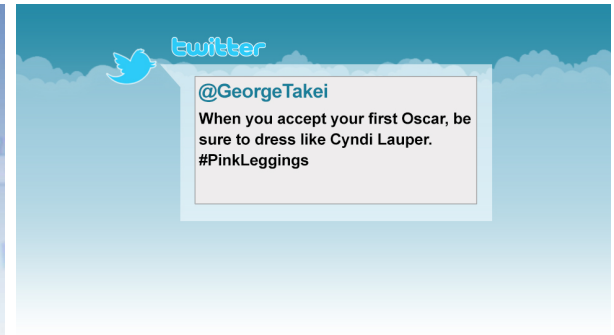 twitter
@GeorgeTakei
When you accept your first Oscar, be
sure to dress like Cyndi Lauper.
#PinkLeggings